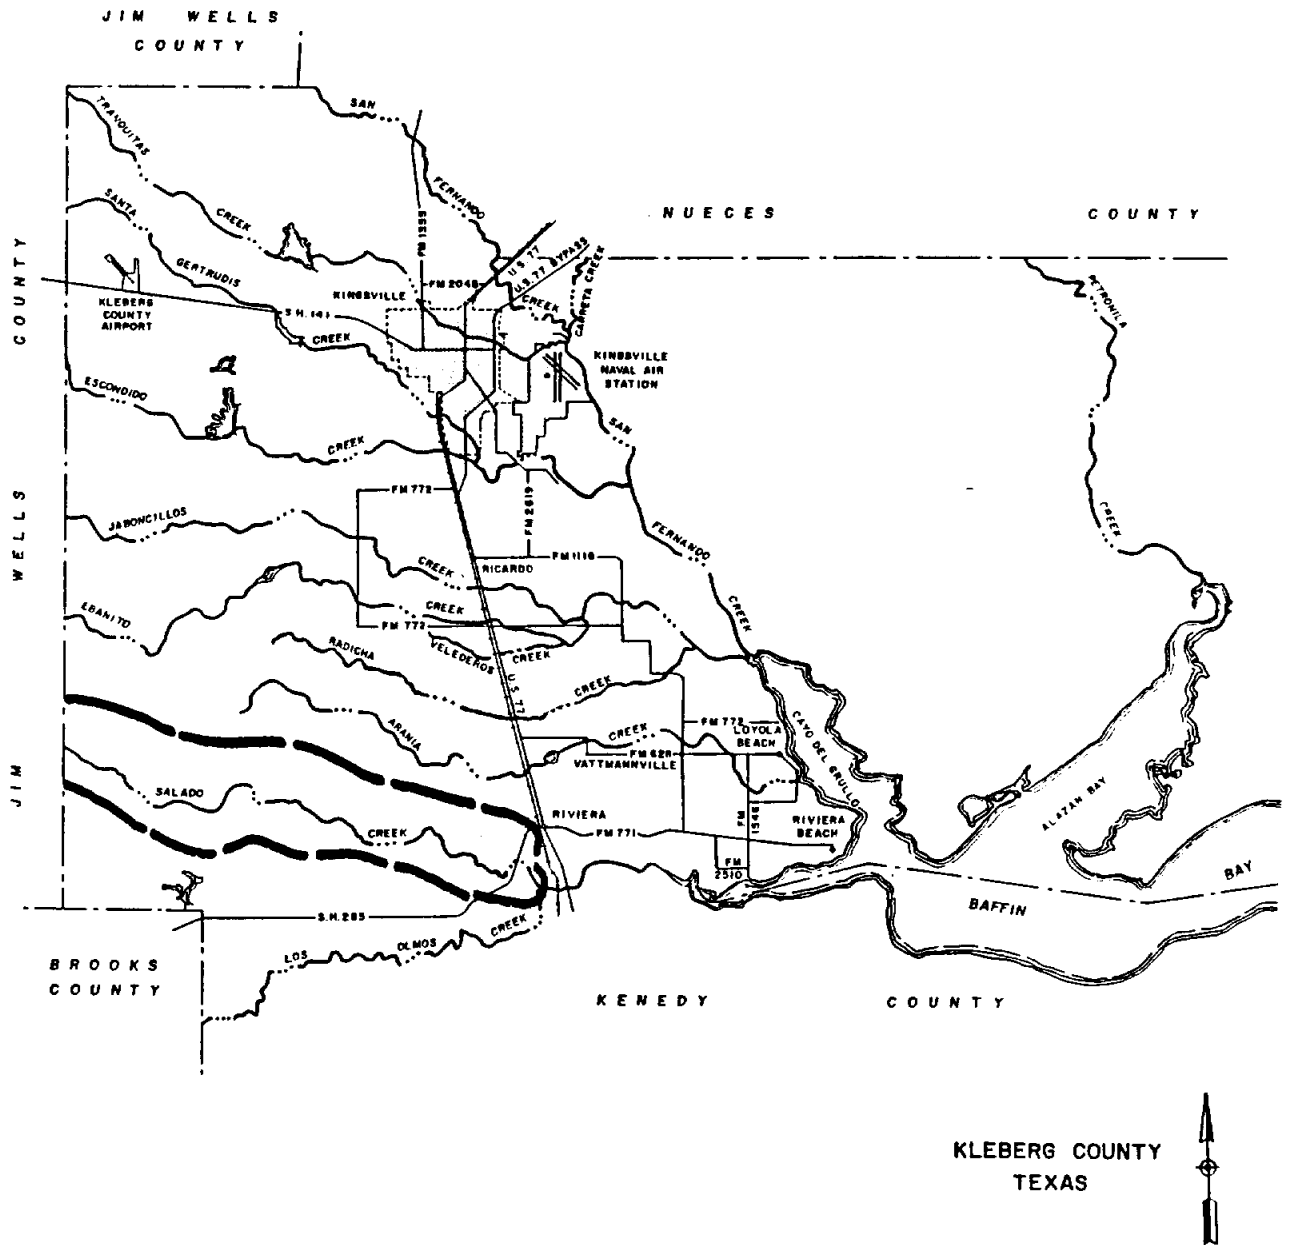 JIM WELLS
COUNTY
SAN
TRANQUITAS
FERNANDO
SANTA
CREEK
NUECES
COUNTY
FM 1355
U.S. 77
U.S. 77 BYPASS
GERTRUDIS
COUNTY
KINGSVILLE
FM 2045
CREEK
CARRETA CREEK
PETRONILA
KLEBERG
COUNTY
AIRPORT
S.H. 141
CREEK
KINGSVILLE
NAVAL AIR
STATION
ESCONDIDO
SAN
CREEK
WELLS
FM 772
FM 2619
JABONCILLOS
FERNANDO
CREEK
FM 1118
RICARDO
CREEK
EBANITO
CREEK
CREEK
FM 772
RADICHA
VELEDEROS
CREEK
U.S. 77
CREEK
ARANIA
CREEK
FM 772
LOYOLA
BEACH
CAYO DEL GRULLO
FM 628
VATTMANNVILLE
JIM
SALADO
RIVIERA
FM
1546
ALAZAN BAY
CREEK
FM 771
RIVIERA
BEACH
FM
2510
BAY
BAFFIN
S.H. 285
LOS
OLMOS
CREEK
BROOKS
COUNTY
KENEDY
COUNTY
KLEBERG COUNTY
TEXAS